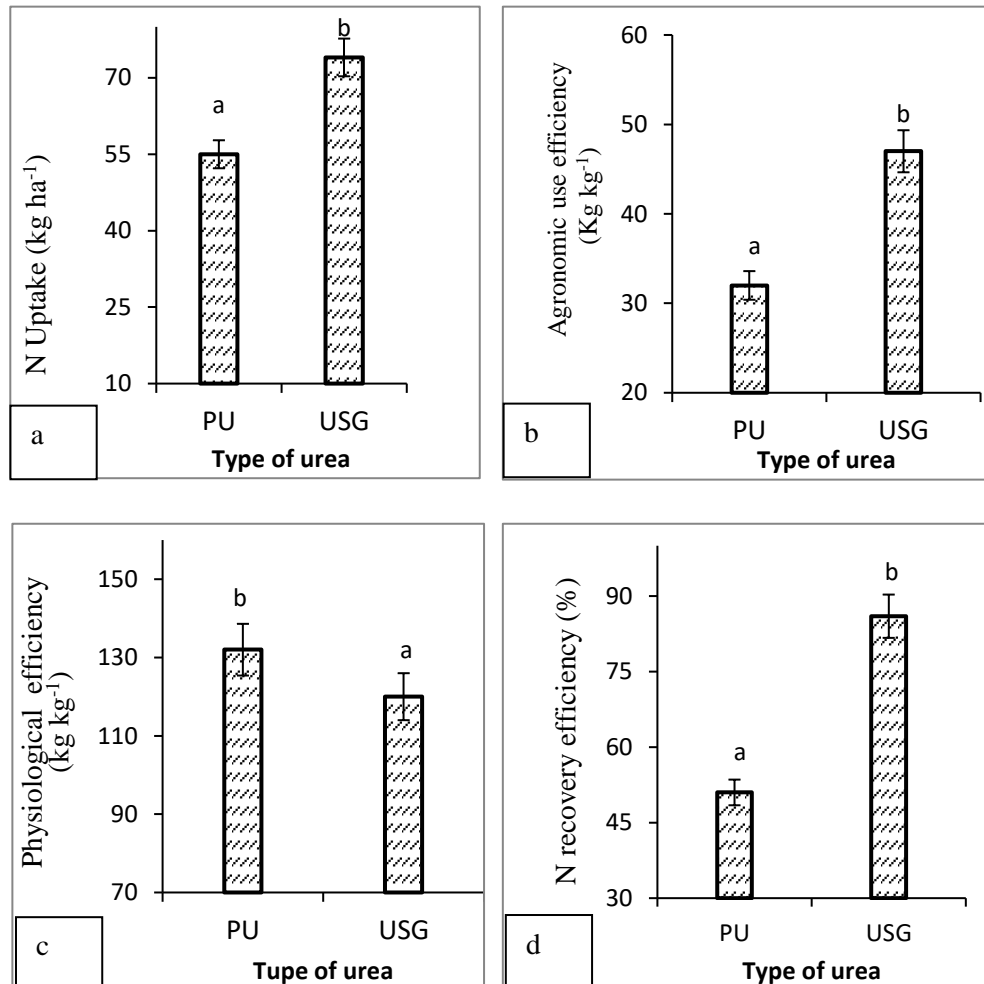 N Uptake (kg ha⁻¹)
70
55
40
25
10
a
b
PU
USG
Type of urea
a
Agronomic use efficiency
(Kg kg⁻¹)
60
50
40
30
20
a
b
PU
USG
Type of urea
b
Physiological efficiency
(kg kg⁻¹)
150
130
110
90
70
b
a
PU
USG
Tupe of urea
c
N recovery efficiency (%)
90
75
60
45
30
a
b
PU
USG
Type of urea
d